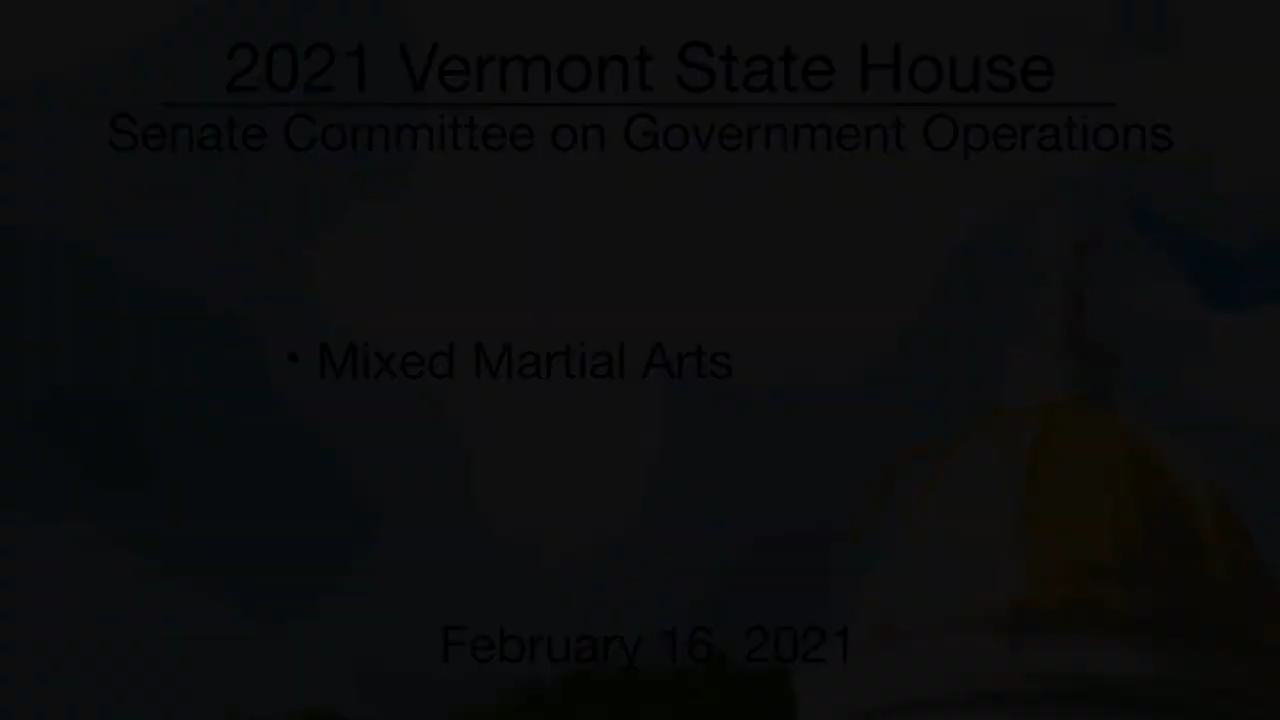 2021 Vermont State House
Senate Committee on Government Operations
• Mixed Martial Arts
February 16, 2021